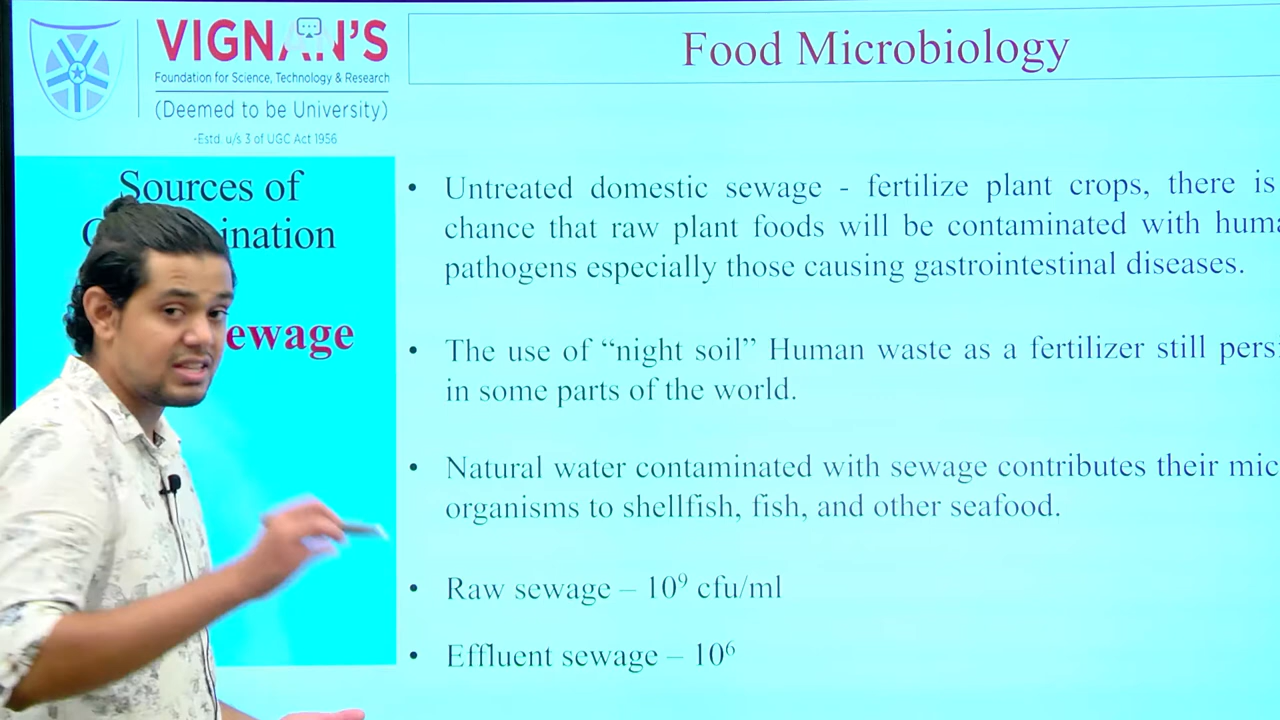 VIGNAN'S
Foundation for Science, Technology & Research
(Deemed to be University)
-Estd. u/s 3 of UGC Act 1956
Food Microbiology
Sources of
ination
ewage
• Untreated domestic sewage - fertilize plant crops, there is
chance that raw plant foods will be contaminated with huma
pathogens especially those causing gastrointestinal diseases.
• The use of “night soil” Human waste as a fertilizer still persi
in some parts of the world.
• Natural water contaminated with sewage contributes their mic
organisms to shellfish, fish, and other seafood.
• Raw sewage – 10⁹ cfu/ml
• Effluent sewage – 10⁶